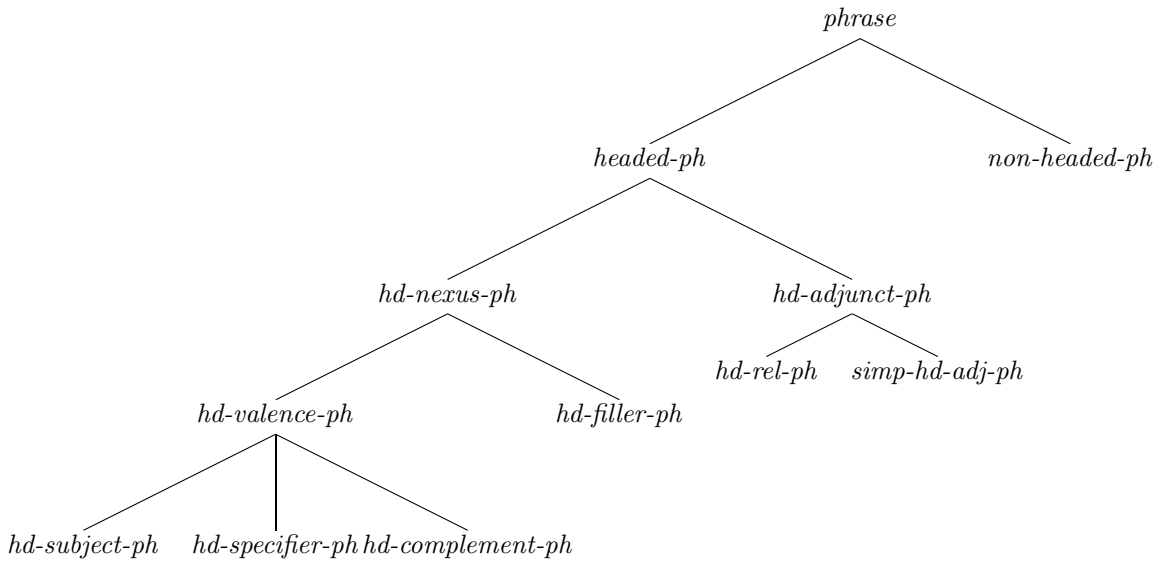 phrase
headed-ph non-headed-ph
hd-nexus-ph hd-adjunct-ph
hd-rel-ph simp-hd-adj-ph
hd-valence-ph hd-filler-ph
hd-subject-ph hd-specifier-ph hd-complement-ph